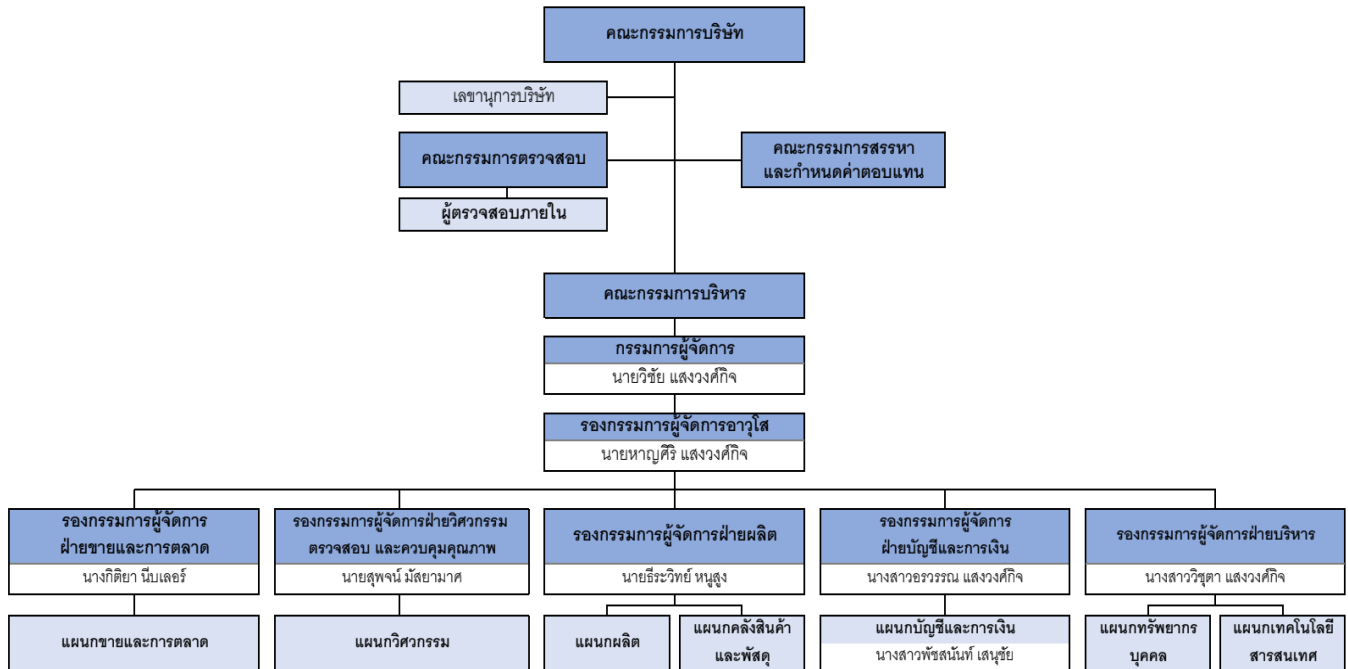 คณะกรรมการบริษัท
เลขานุการบริษัท
คณะกรรมการตรวจสอบ
คณะกรรมการสรรหา
และกำหนดค่าตอบแทน
ผู้ตรวจสอบภายใน
คณะกรรมการบริหาร
กรรมการผู้จัดการ
นายวิชัย แสงวงศ์กิจ
รองกรรมการผู้จัดการอาวุโส
นายหาญศิริ แสงวงศ์กิจ
รองกรรมการผู้จัดการ
ฝ่ายขายและการตลาด
นางกิติยา นีบเลอร์
รองกรรมการผู้จัดการฝ่ายวิศวกรรม
ตรวจสอบ และควบคุมคุณภาพ
นายสุพจน์ มัสยามาศ
รองกรรมการผู้จัดการฝ่ายผลิต
นายธีระวิทย์ หนูสูง
รองกรรมการผู้จัดการ
ฝ่ายบัญชีและการเงิน
นางสาวอรวรรณ แสงวงศ์กิจ
รองกรรมการผู้จัดการฝ่ายบริหาร
นางสาววิชุตา แสงวงศ์กิจ
แผนกขายและการตลาด
แผนกวิศวกรรม
แผนกผลิต
แผนกคลังสินค้า
และพัสดุ
แผนกบัญชีและการเงิน
นางสาวพัชสนันท์ เสนุชัย
แผนกทรัพยากร
บุคคล
แผนกเทคโนโลยี
สารสนเทศ